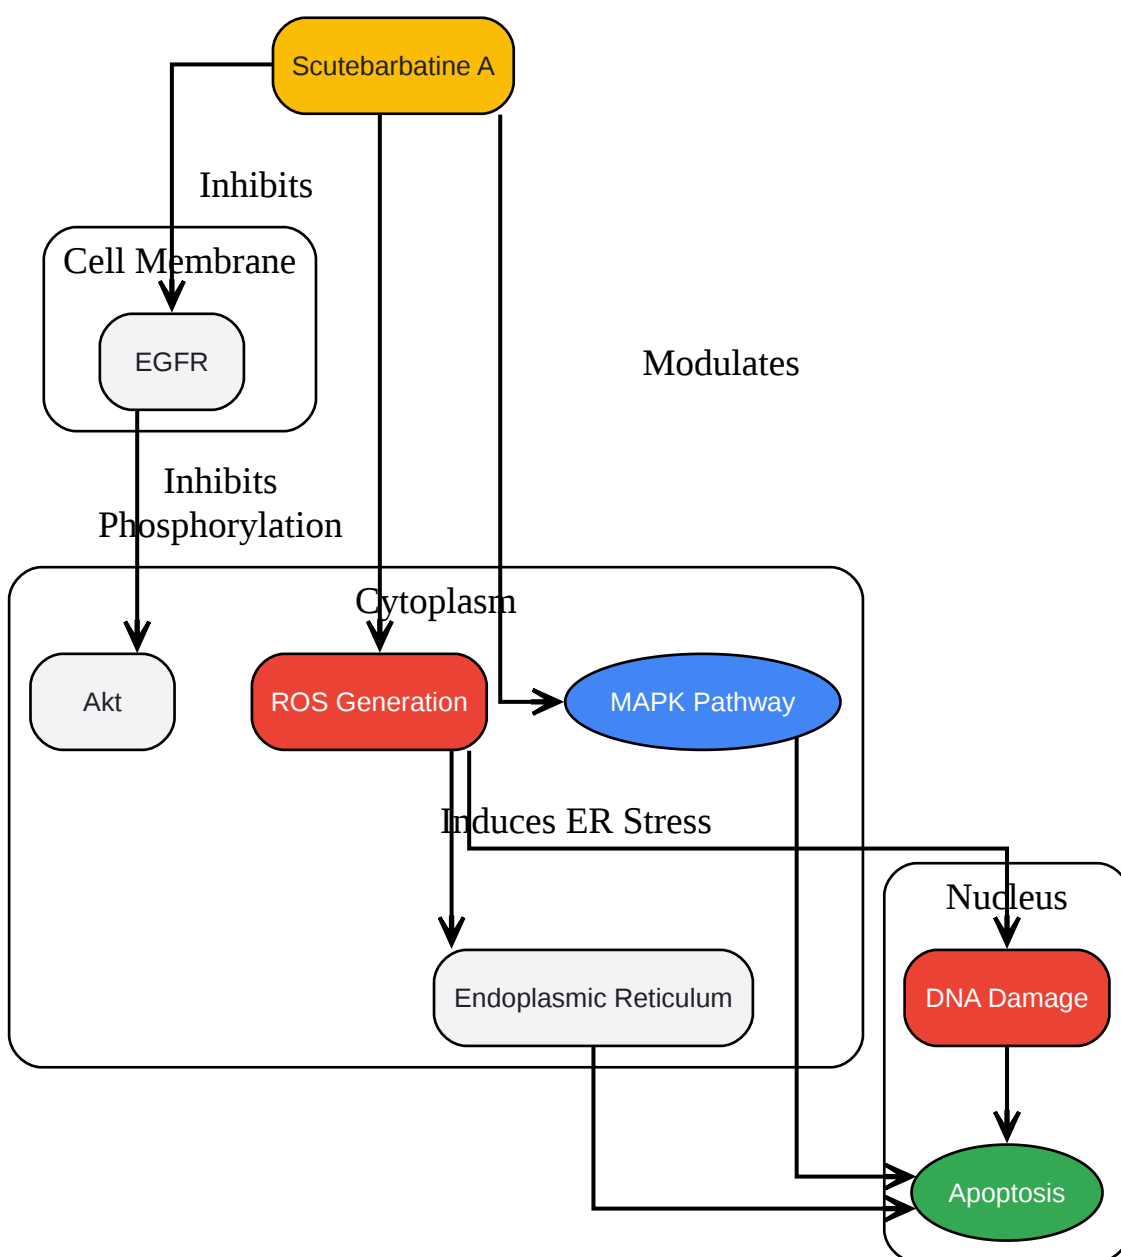 Scutebarbatine A
Inhibits
Cell Membrane
EGFR
Modulates
Inhibits
Phosphorylation
Cytoplasm
Akt
ROS Generation
MAPK Pathway
Induces ER Stress
Nucleus
Endoplasmic Reticulum
DNA Damage
Apoptosis